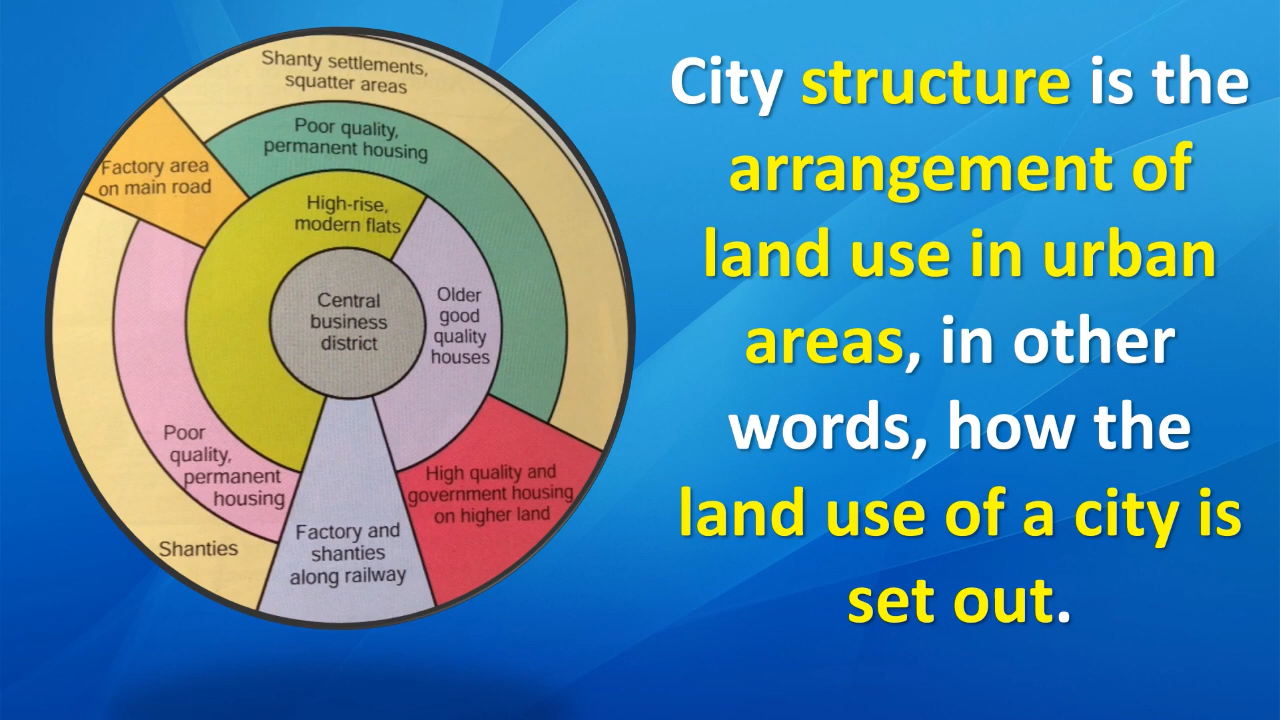 Shanty settlements,
squatter areas
Poor quality,
permanent housing
Factory area
on main road
High-rise,
modern flats
Central
business
district
Older
good
quality
houses
Poor
quality,
permanent
housing
High quality and
government housing
on higher land
Factory and
shanties
along railway
Shanties
City structure is the
arrangement of
land use in urban
areas, in other
words, how the
land use of a city is
set out.